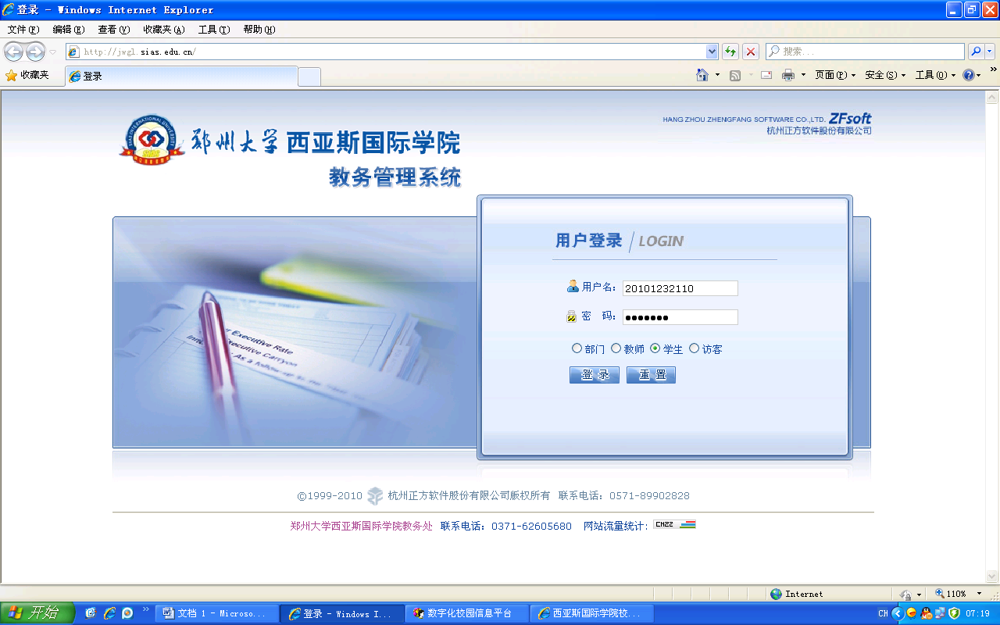 登录 - Windows Internet Explorer
文件(F) 编辑(E) 查看(V) 收藏夹(A) 工具(T) 帮助(H)
http://jwgl.sias.edu.cn/ 搜索...
收藏夹 登录 页面(P) 安全(S) 工具(O)
HANG ZHOU ZHENGFANG SOFTWARE CO.,LTD. ZFsoft
杭州正方软件股份有限公司
郑州大学 西亚斯国际学院
教务管理系统
用户登录 LOGIN
用户名: 20101232110
密 码: ●●●●●●●
部门 教师 学生 访客
登 录 重 置
©1999-2010 杭州正方软件股份有限公司版权所有 联系电话: 0571-89902828
郑州大学西亚斯国际学院教务处 联系电话: 0371-62605680 网站流量统计: CNZZ
Internet 110%
开始 文档 1 - Microso... 登录 - Windows I... 数字化校园信息平台 西亚斯国际学院校... CH 07:19